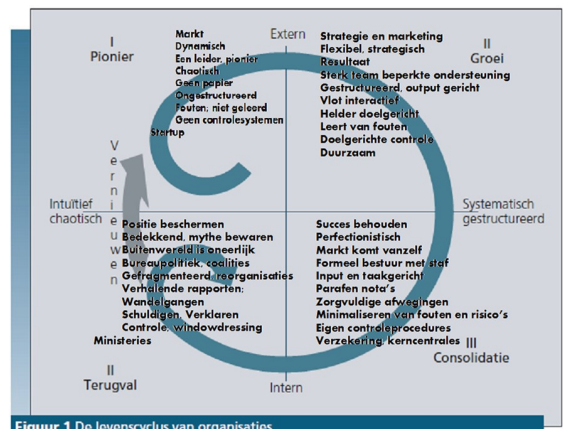 I
Pionier
Markt
Dynamisch
Een leider, pionier
Chaotisch
Geen papier
Ongestructureerd
Fouten; niet geleerd
Geen controlesystemen
Startup
Extern
Strategie en marketing
Flexibel, strategisch
Resultaat
Sterk team beperkte ondersteuning
Gestructureerd, output gericht
Vlot interactief
Helder doelgericht
Leert van fouten
Doelgerichte controle
Duurzaam
II
Groei
Vernieuwen
Intuïtief
chaotisch
Systematisch
gestructureerd
Positie beschermen
Bedekkend, mythe bewaren
Buitenwereld is oneerlijk
Bureaupolitiek, coalities
Gefragmenteerd, reorganisaties
Verhalende rapporten;
Wandelgangen
Schuldigen, Verklaren
Controle, windowdressing
Ministeries
II
Terugval
Succes behouden
Perfectionistisch
Markt komt vanzelf
Formeel bestuur met staf
Input en taakgericht
Parafen nota's
Zorgvuldige afwegingen
Minimaliseren van fouten en risico's
Eigen controleprocedures
Verzekering, kerncentrales
III
Consolidatie
Intern
Figuur 1 De levenscyclus van organisaties